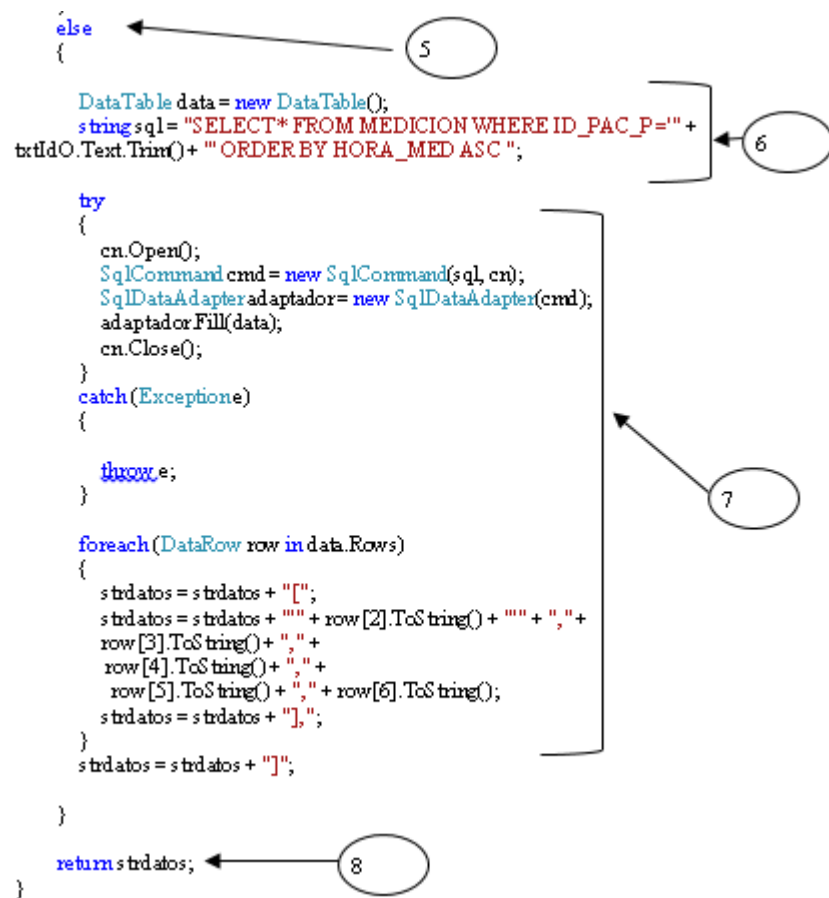 else
5
{
DataTable data = new DataTable();
string sql = "SELECT* FROM MEDICION WHERE ID_PAC_P='" +
txtIdO.Text.Trim() + "' ORDER BY HORA_MED ASC ";
6
try
{
cn.Open();
SqlCommand cmd = new SqlCommand(sql, cn);
SqlDataAdapter adaptador = new SqlDataAdapter(cmd);
adaptador.Fill(data);
cn.Close();
}
catch (Exception e)
{
throw e;
}
7
foreach (DataRow row in data.Rows)
{
strdatos = strdatos + "[";
strdatos = strdatos + "'" + row[2].ToString() + "'" + "," +
row[3].ToString() + "," +
row[4].ToString() + "," +
row[5].ToString() + "," + row[6].ToString();
strdatos = strdatos + "],";
}
strdatos = strdatos + "]";
}
return strdatos;
8
}